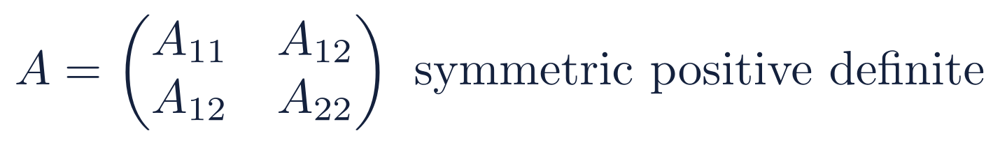 A = \begin{pmatrix} A_{11} & A_{12} \\ A_{12} & A_{22} \end{pmatrix} symmetric positive definite